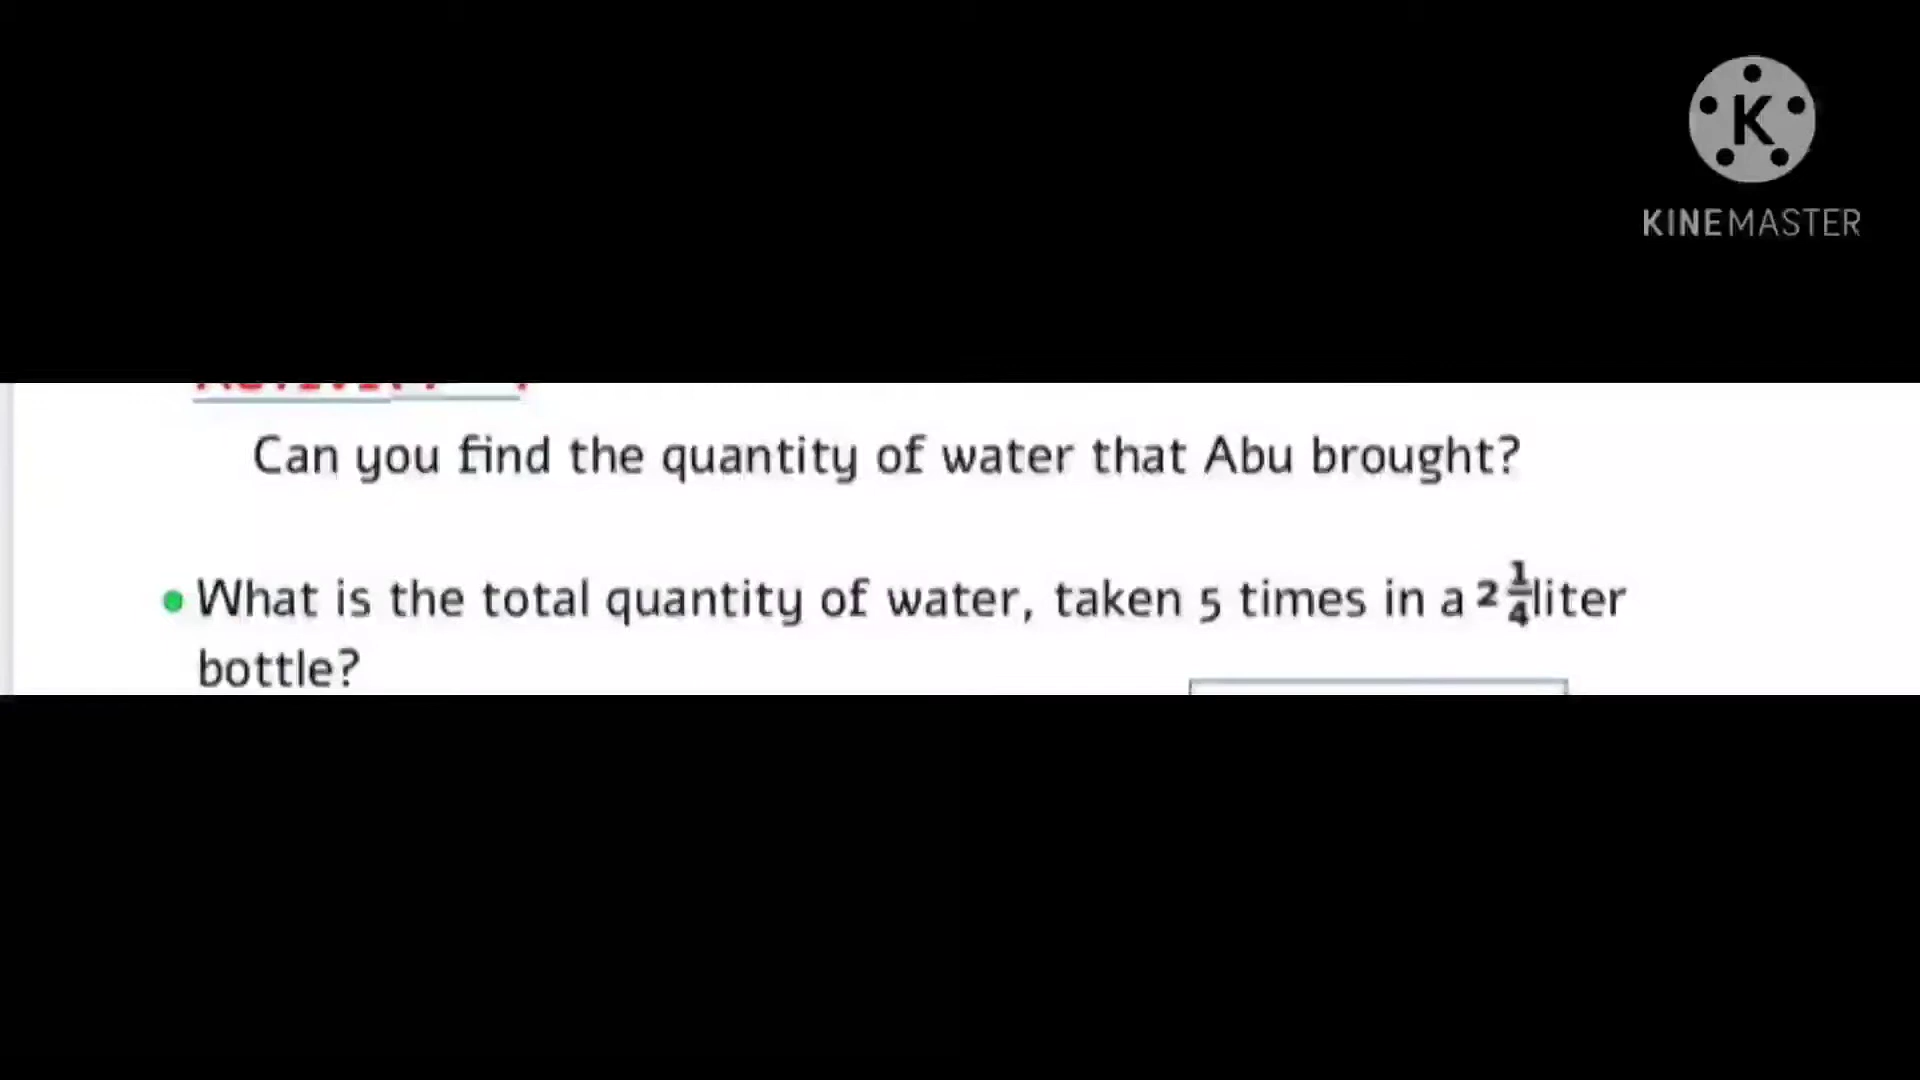 K
KINEMASTER
Can you find the quantity of water that Abu brought?
What is the total quantity of water, taken 5 times in a 2 1/4 liter
bottle?